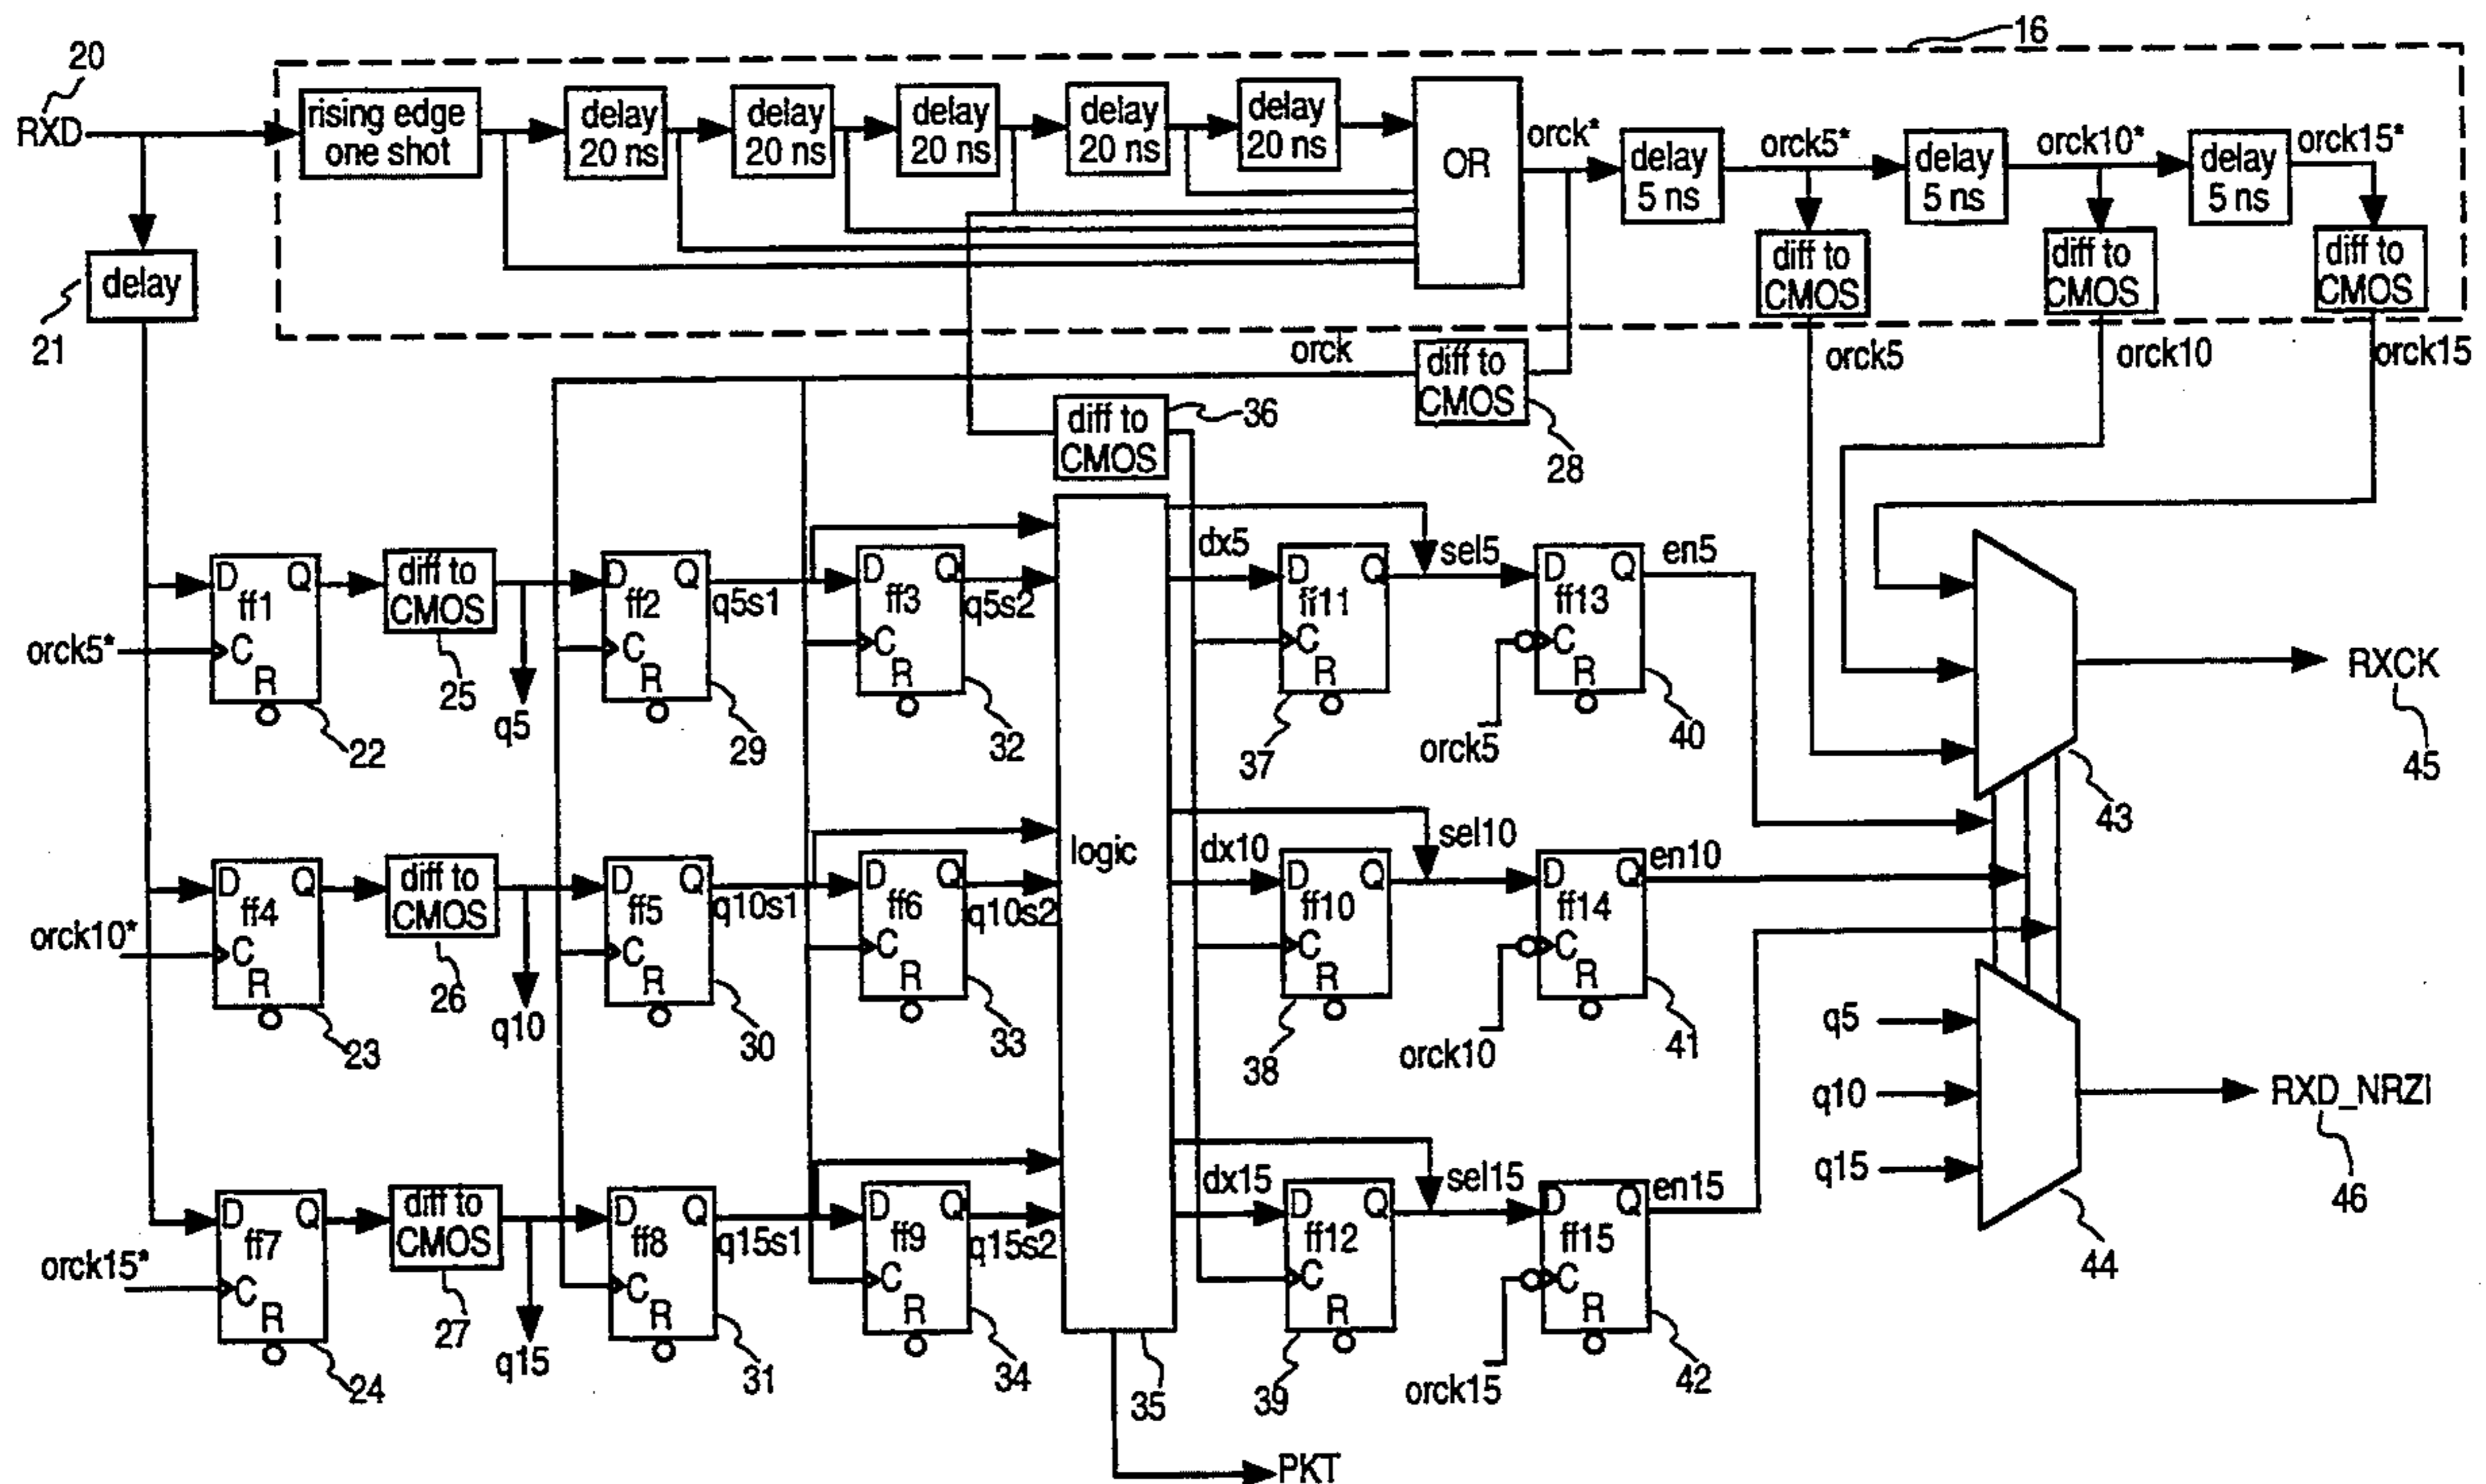 16
20
RXD
rising edge
one shot
delay
20 ns
delay
20 ns
delay
20 ns
delay
20 ns
delay
20 ns
OR
orck*
delay
5 ns
orck5*
delay
5 ns
orck10*
delay
5 ns
orck15*
diff to
CMOS
diff to
CMOS
diff to
CMOS
delay
21
orck
diff to
CMOS
28
orck5
orck10
orck15
diff to
CMOS
36
D
Q
ff1
C
R
orck5*
22
diff to
CMOS
25
q5
D
Q
ff2
C
R
29
q5s1
D
Q
ff3
C
R
32
q5s2
dx5
D
Q
ff11
C
R
37
sel5
D
Q
ff13
C
R
orck5
40
en5
RXCK
45
43
D
Q
ff4
C
R
orck10*
23
diff to
CMOS
26
q10
D
Q
ff5
C
R
30
q10s1
D
Q
ff6
C
R
33
q10s2
logic
dx10
D
Q
ff10
C
R
38
sel10
D
Q
ff14
C
R
orck10
41
en10
q5
q10
q15
RXD_NRZI
46
44
D
Q
ff7
C
R
orck15*
24
diff to
CMOS
27
q15
D
Q
ff8
C
R
31
q15s1
D
Q
ff9
C
R
34
q15s2
35
dx15
D
Q
ff12
C
R
39
sel15
D
Q
ff15
C
R
orck15
42
en15
PKT